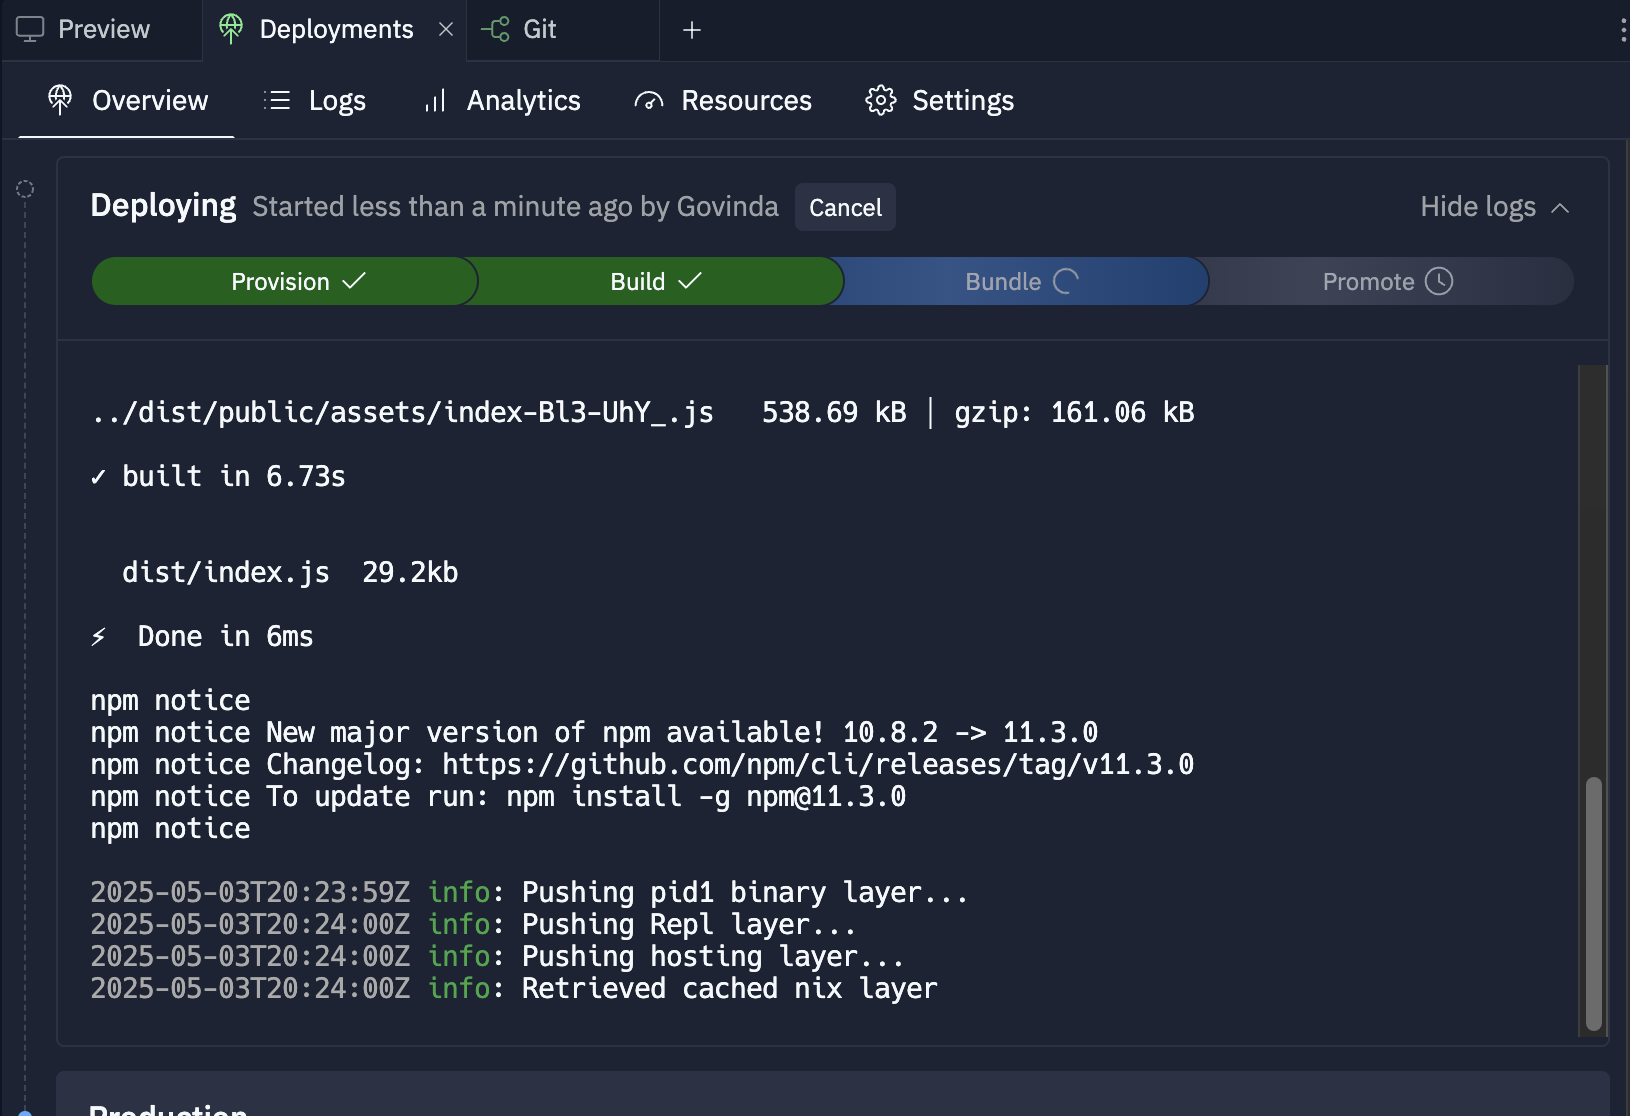 Preview
Deployments
Git
Overview
Logs
Analytics
Resources
Settings
Deploying Started less than a minute ago by Govinda Cancel Hide logs
Provision
Build
Bundle
Promote
../dist/public/assets/index-Bl3-UhY_.js   538.69 kB │ gzip: 161.06 kB
✓ built in 6.73s
dist/index.js  29.2kb
⚡ Done in 6ms
npm notice
npm notice New major version of npm available! 10.8.2 -> 11.3.0
npm notice Changelog: https://github.com/npm/cli/releases/tag/v11.3.0
npm notice To update run: npm install -g npm@11.3.0
npm notice
2025-05-03T20:23:59Z info: Pushing pid1 binary layer...
2025-05-03T20:24:00Z info: Pushing Repl layer...
2025-05-03T20:24:00Z info: Pushing hosting layer...
2025-05-03T20:24:00Z info: Retrieved cached nix layer
Production